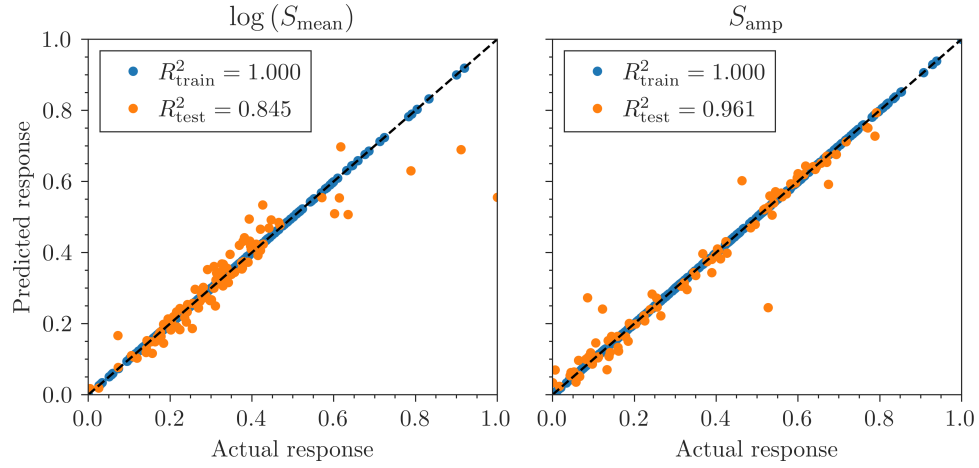 log (S_mean)
S_amp
R²_train = 1.000
R²_test = 0.845
R²_train = 1.000
R²_test = 0.961
Predicted response
1.0
0.8
0.6
0.4
0.2
0.0
0.0 0.2 0.4 0.6 0.8 1.0
0.0 0.2 0.4 0.6 0.8 1.0
Actual response
Actual response